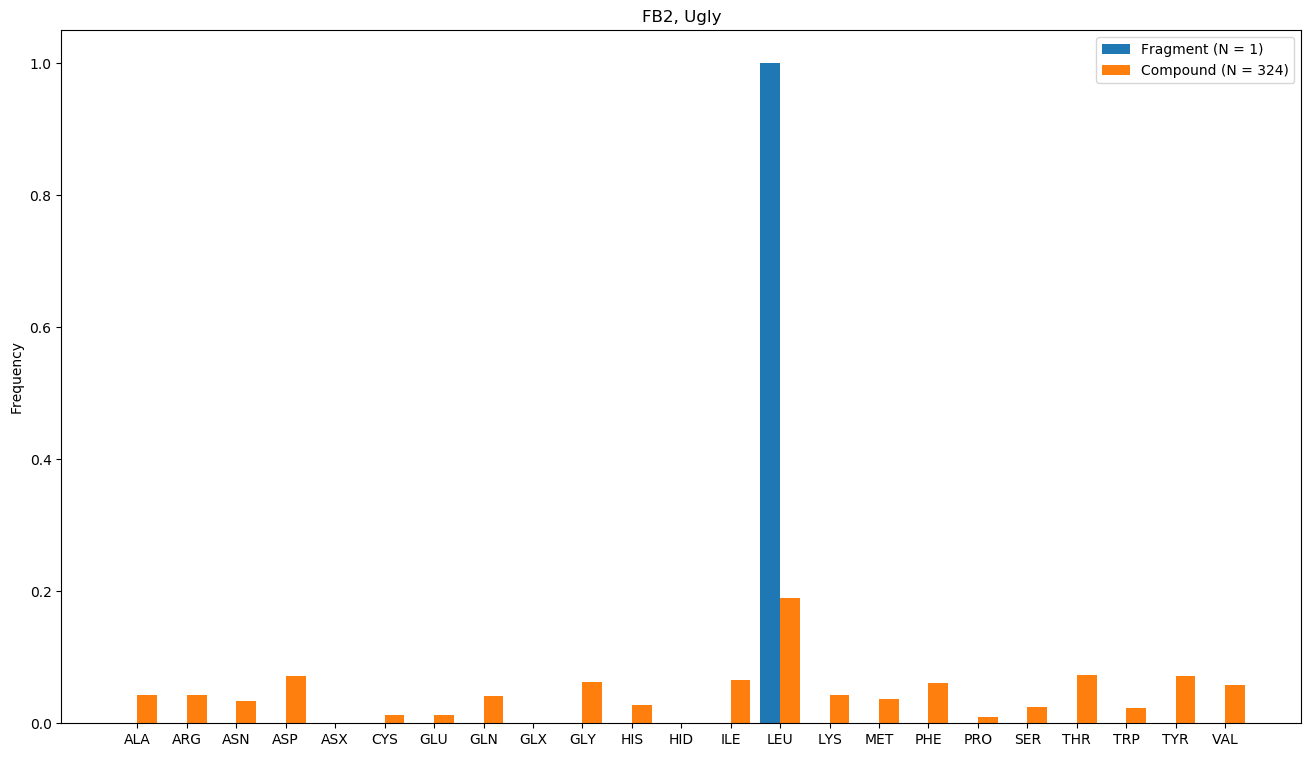 FB2, Ugly
Fragment (N = 1)
Compound (N = 324)
Frequency
1.0
0.8
0.6
0.4
0.2
0.0
ALA ARG ASN ASP ASX CYS GLU GLN GLX GLY HIS HID ILE LEU LYS MET PHE PRO SER THR TRP TYR VAL